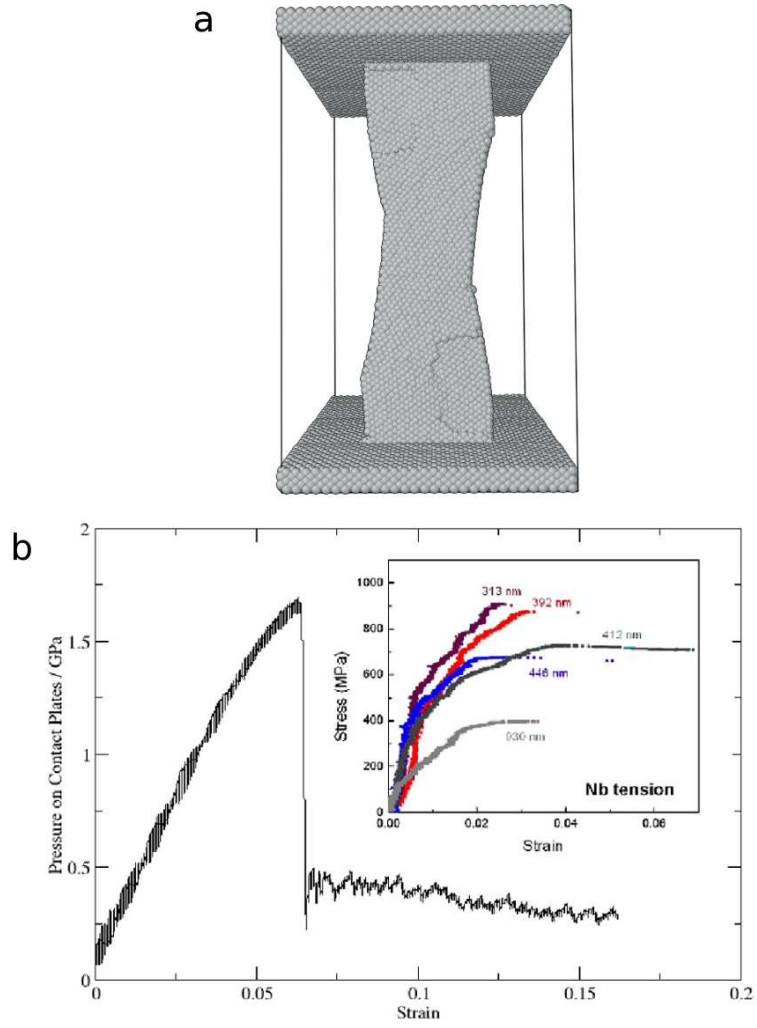 a
b
2
1.5
1
0.5
0
0
0.05
0.1
0.15
0.2
Pressure on Contact Plates / GPa
Strain
1000
800
600
400
200
0
0.00
0.02
0.04
0.06
Stress (MPa)
Strain
313 nm
392 nm
412 nm
446 nm
930 nm
Nb tension